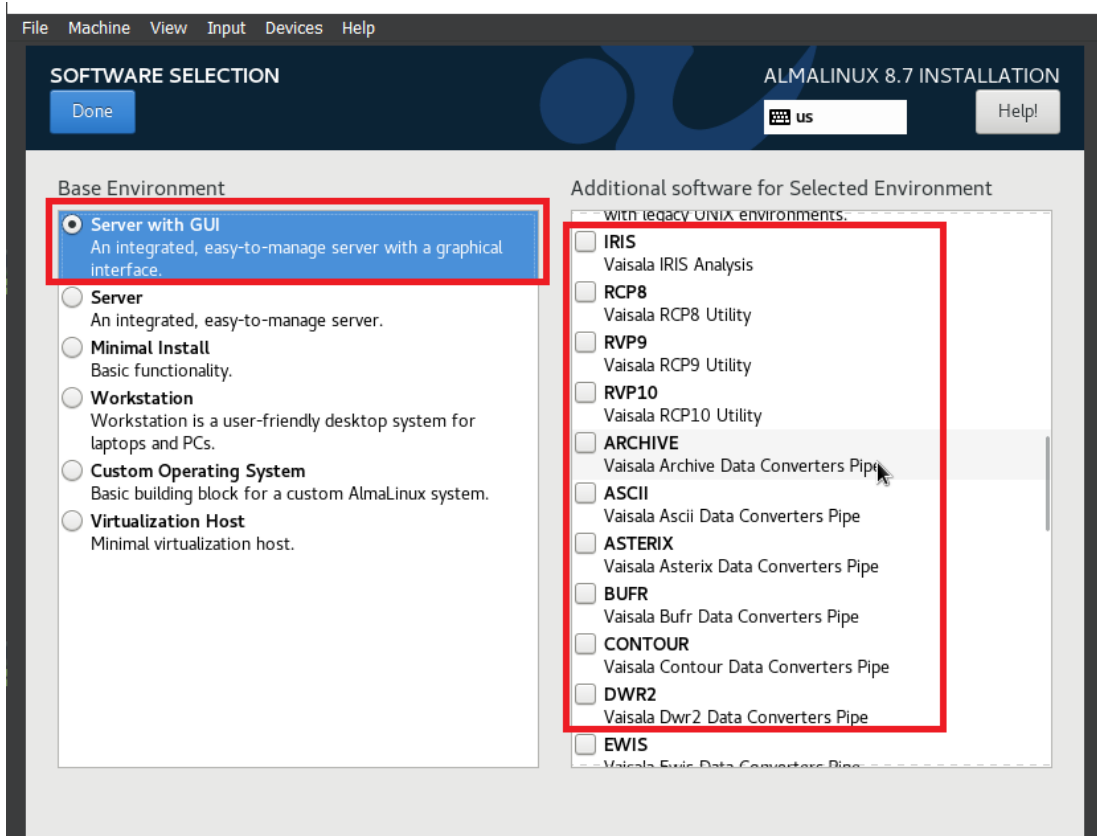 File Machine View Input Devices Help
SOFTWARE SELECTION
Done
ALMALINUX 8.7 INSTALLATION
us
Help!
Base Environment
Server with GUI
An integrated, easy-to-manage server with a graphical
interface.
Server
An integrated, easy-to-manage server.
Minimal Install
Basic functionality.
Workstation
Workstation is a user-friendly desktop system for
laptops and PCs.
Custom Operating System
Basic building block for a custom AlmaLinux system.
Virtualization Host
Minimal virtualization host.
Additional software for Selected Environment
with legacy UNIX environments.
IRIS
Vaisala IRIS Analysis
RCP8
Vaisala RCP8 Utility
RVP9
Vaisala RCP9 Utility
RVP10
Vaisala RCP10 Utility
ARCHIVE
Vaisala Archive Data Converters Pipe
ASCII
Vaisala Ascii Data Converters Pipe
ASTERIX
Vaisala Asterix Data Converters Pipe
BUFR
Vaisala Bufr Data Converters Pipe
CONTOUR
Vaisala Contour Data Converters Pipe
DWR2
Vaisala Dwr2 Data Converters Pipe
EWIS
Vaisala Ewis Data Converters Pipe